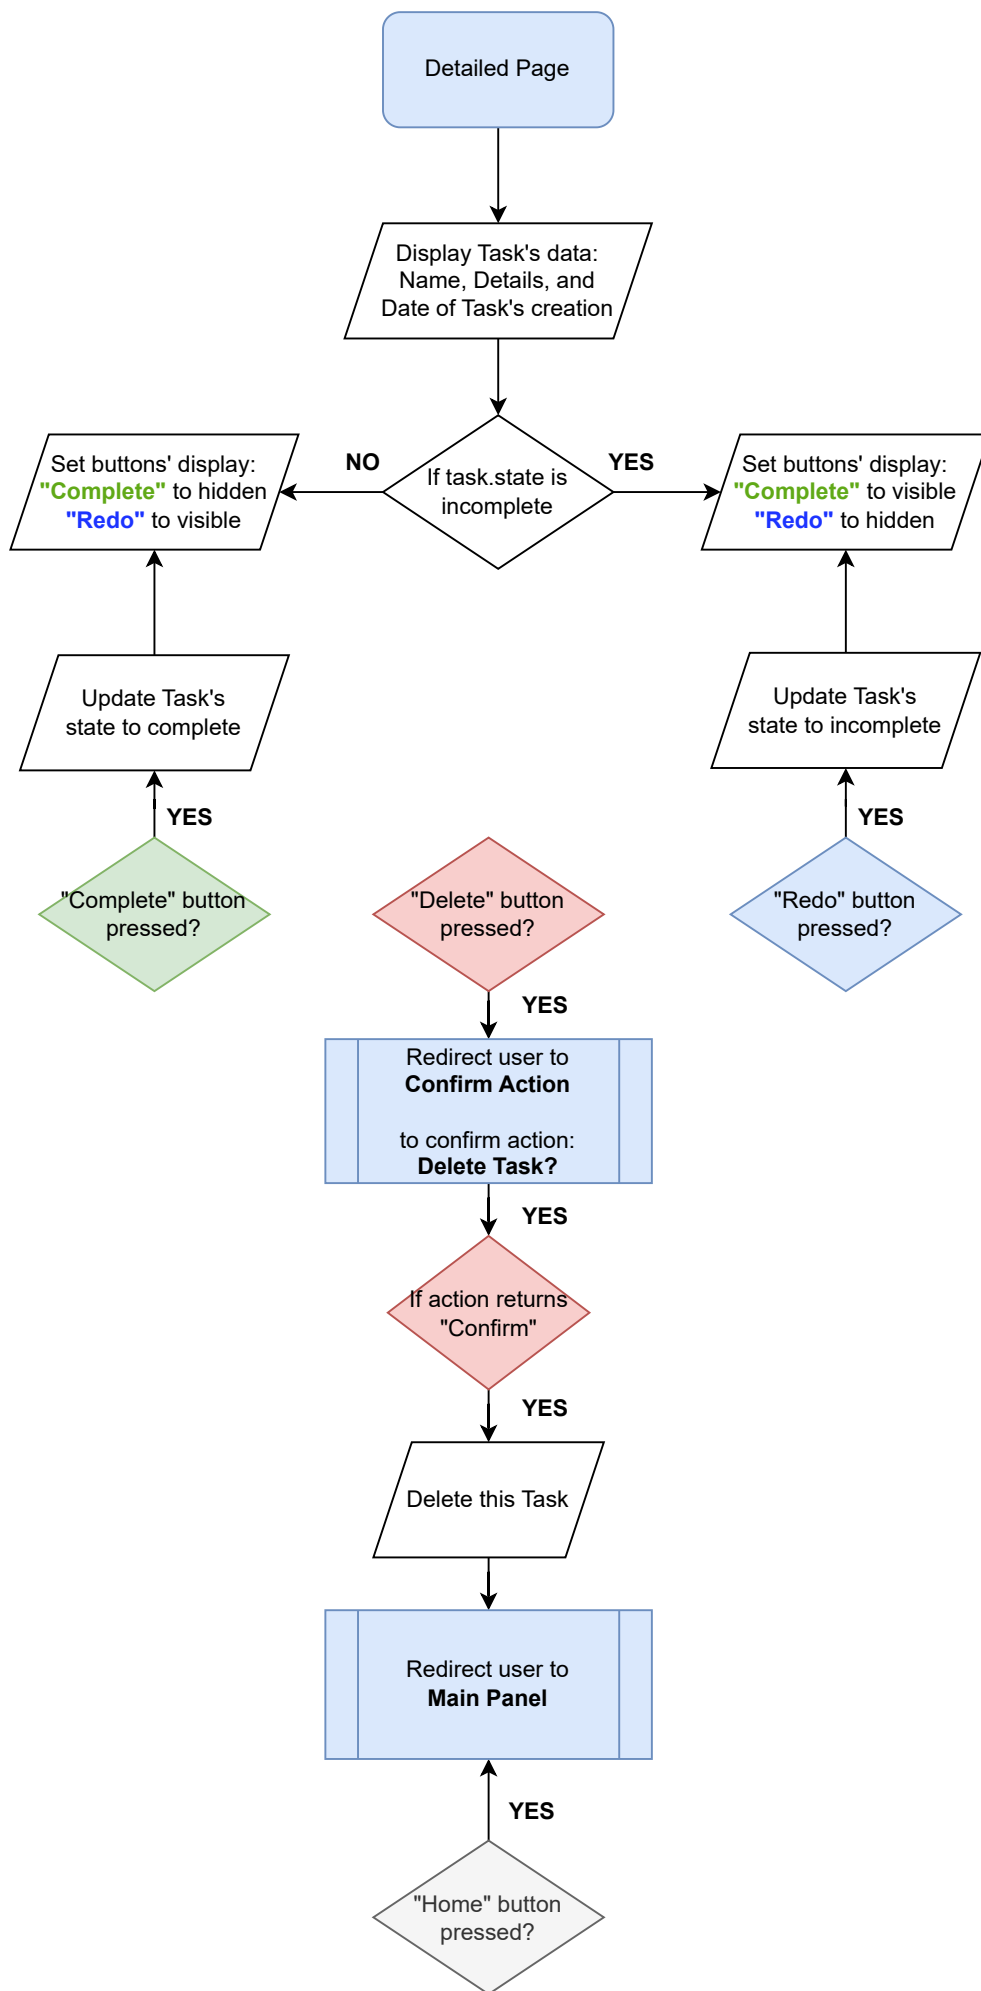 Detailed Page
Display Task's data:
Name, Details, and
Date of Task's creation
NO
If task.state is
incomplete
YES
Set buttons' display:
"Complete" to hidden
"Redo" to visible
Set buttons' display:
"Complete" to visible
"Redo" to hidden
Update Task's
state to complete
Update Task's
state to incomplete
YES
YES
"Complete" button
pressed?
"Delete" button
pressed?
"Redo" button
pressed?
YES
Redirect user to
Confirm Action
to confirm action:
Delete Task?
YES
If action returns
"Confirm"
YES
Delete this Task
Redirect user to
Main Panel
YES
"Home" button
pressed?